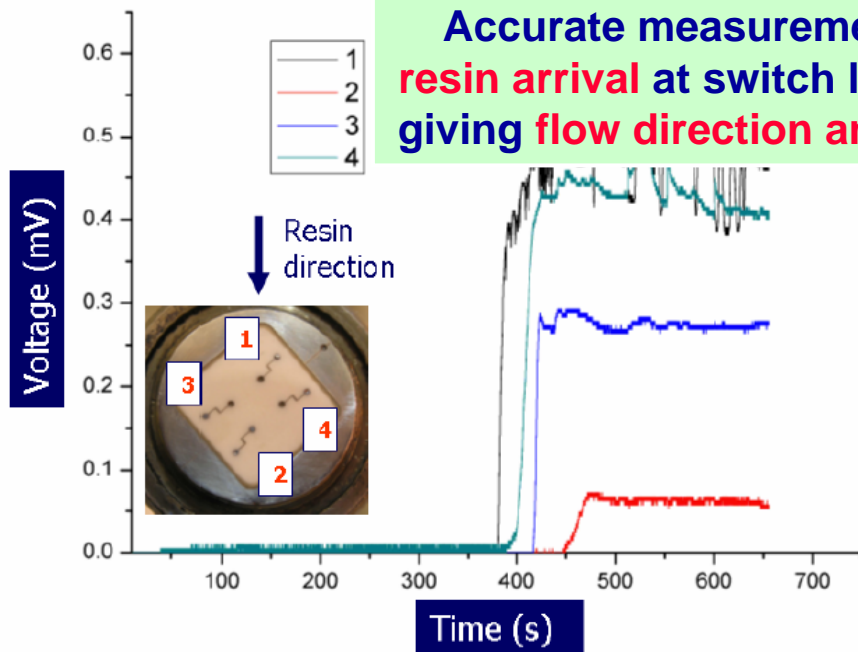 Accurate measureme
resin arrival at switch l
giving flow direction ar
1
2
3
4
0.6
0.5
0.4
0.3
0.2
0.1
0.0
Voltage (mV)
Resin
direction
1
3
4
2
100 200 300 400 500 600 700
Time (s)